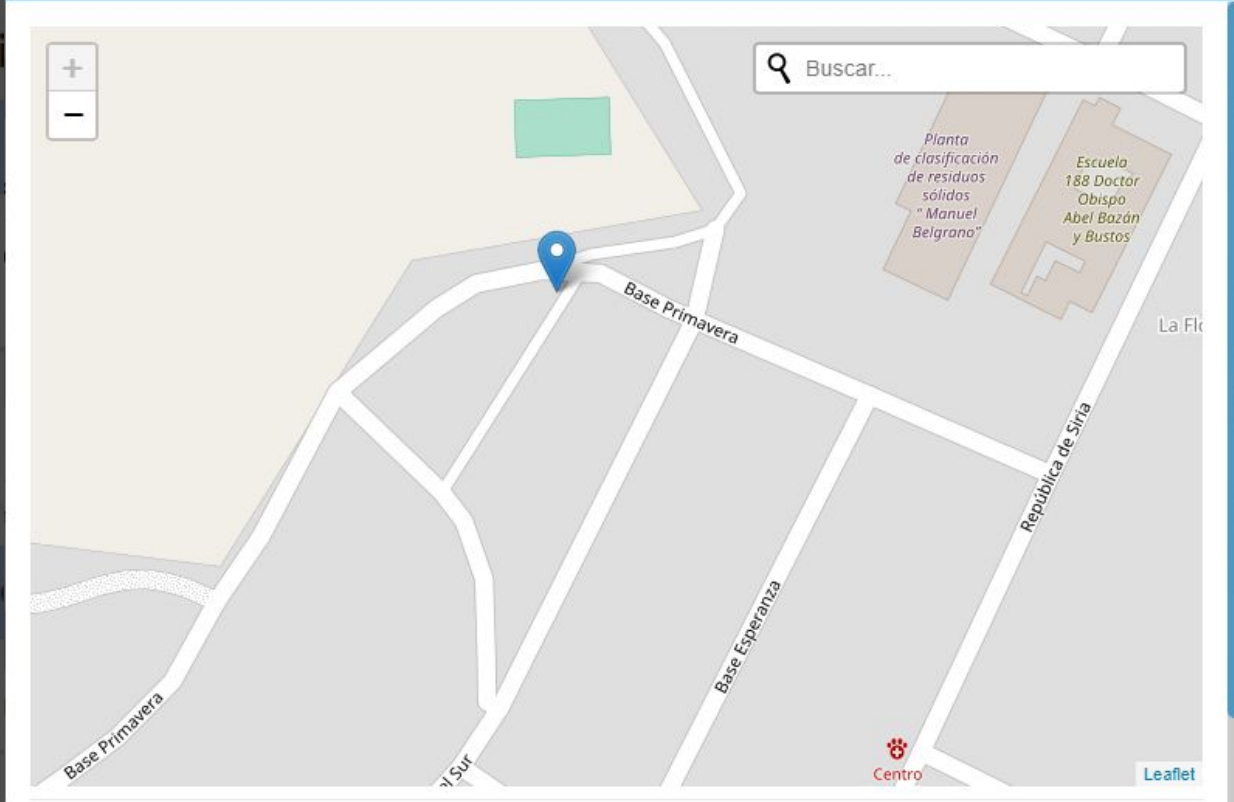 +
−
Buscar...
Planta
de clasificación
de residuos
sólidos
" Manuel
Belgrano"
Escuela
188 Doctor
Obispo
Abel Bazán
y Bustos
La Flo
Base Primavera
República de Siria
Base Esperanza
Base Primavera
el Sur
Centro
Leaflet